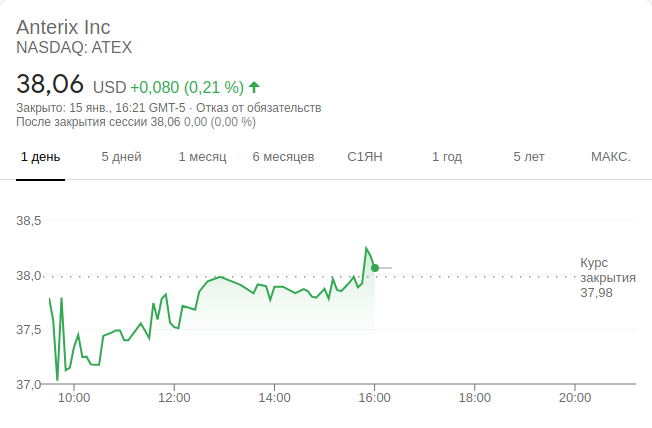 Anterix Inc
NASDAQ: ATEX
38,06 USD +0,080 (0,21 %)
Закрыто: 15 янв., 16:21 GMT-5 · Отказ от обязательств
После закрытия сессии 38,06 0,00 (0,00 %)
1 день 5 дней 1 месяц 6 месяцев С1ЯН 1 год 5 лет МАКС.
38,5
38,0
37,5
37,0
Курс
закрытия
37,98
10:00 12:00 14:00 16:00 18:00 20:00